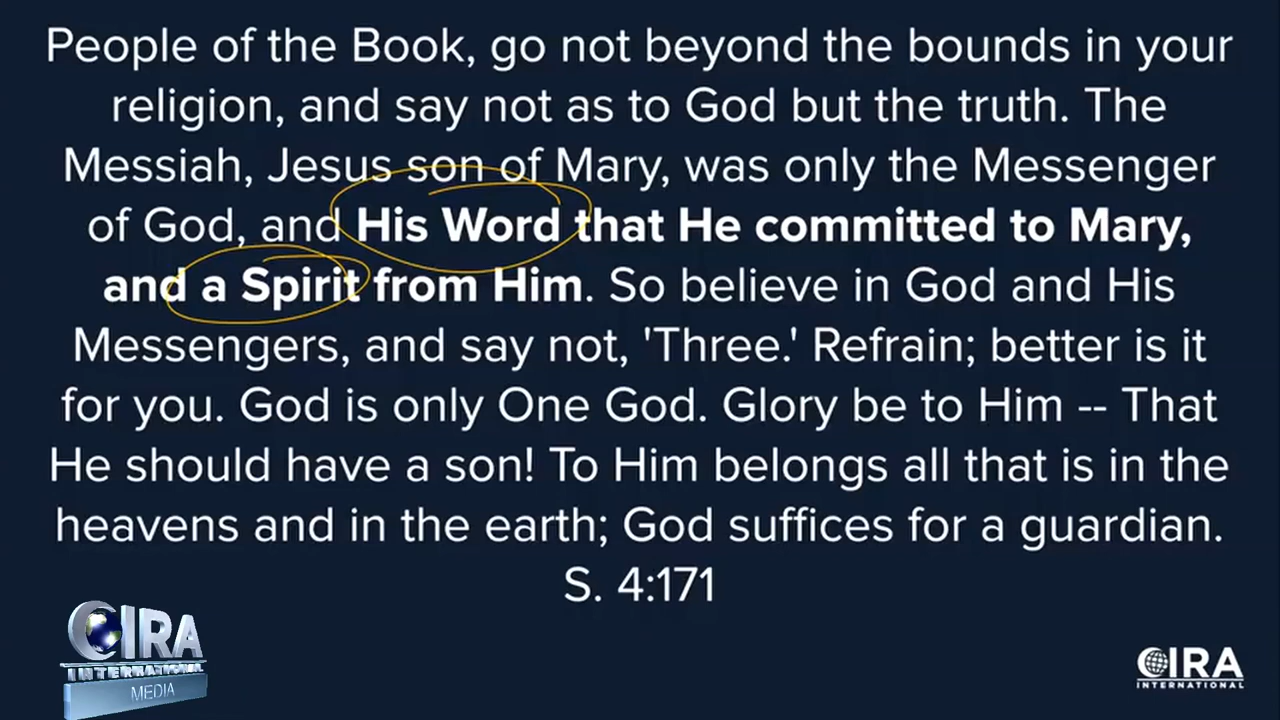 People of the Book, go not beyond the bounds in your
religion, and say not as to God but the truth. The
Messiah, Jesus son of Mary, was only the Messenger
of God, and His Word that He committed to Mary,
and a Spirit from Him. So believe in God and His
Messengers, and say not, 'Three.' Refrain; better is it
for you. God is only One God. Glory be to Him -- That
He should have a son! To Him belongs all that is in the
heavens and in the earth; God suffices for a guardian.
S. 4:171
CIRA
INTERNATIONAL
MEDIA
CIRA
INTERNATIONAL